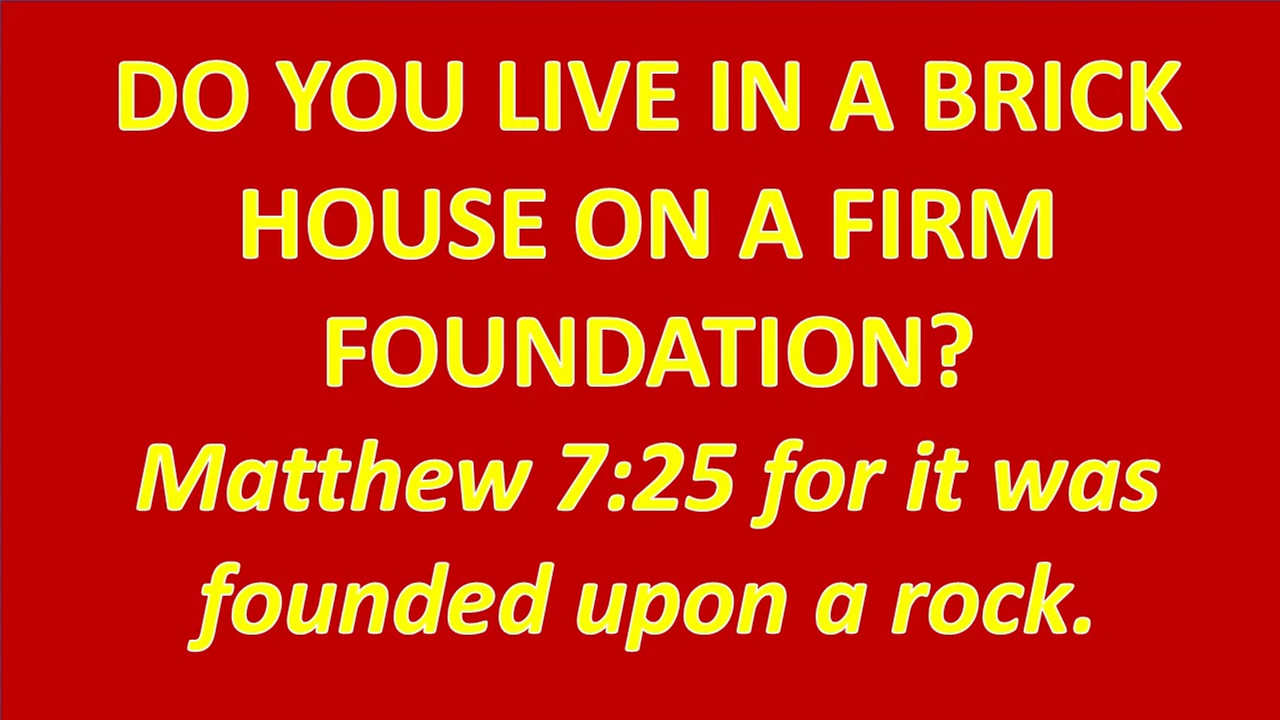 DO YOU LIVE IN A BRICK
HOUSE ON A FIRM
FOUNDATION?
Matthew 7:25 for it was
founded upon a rock.